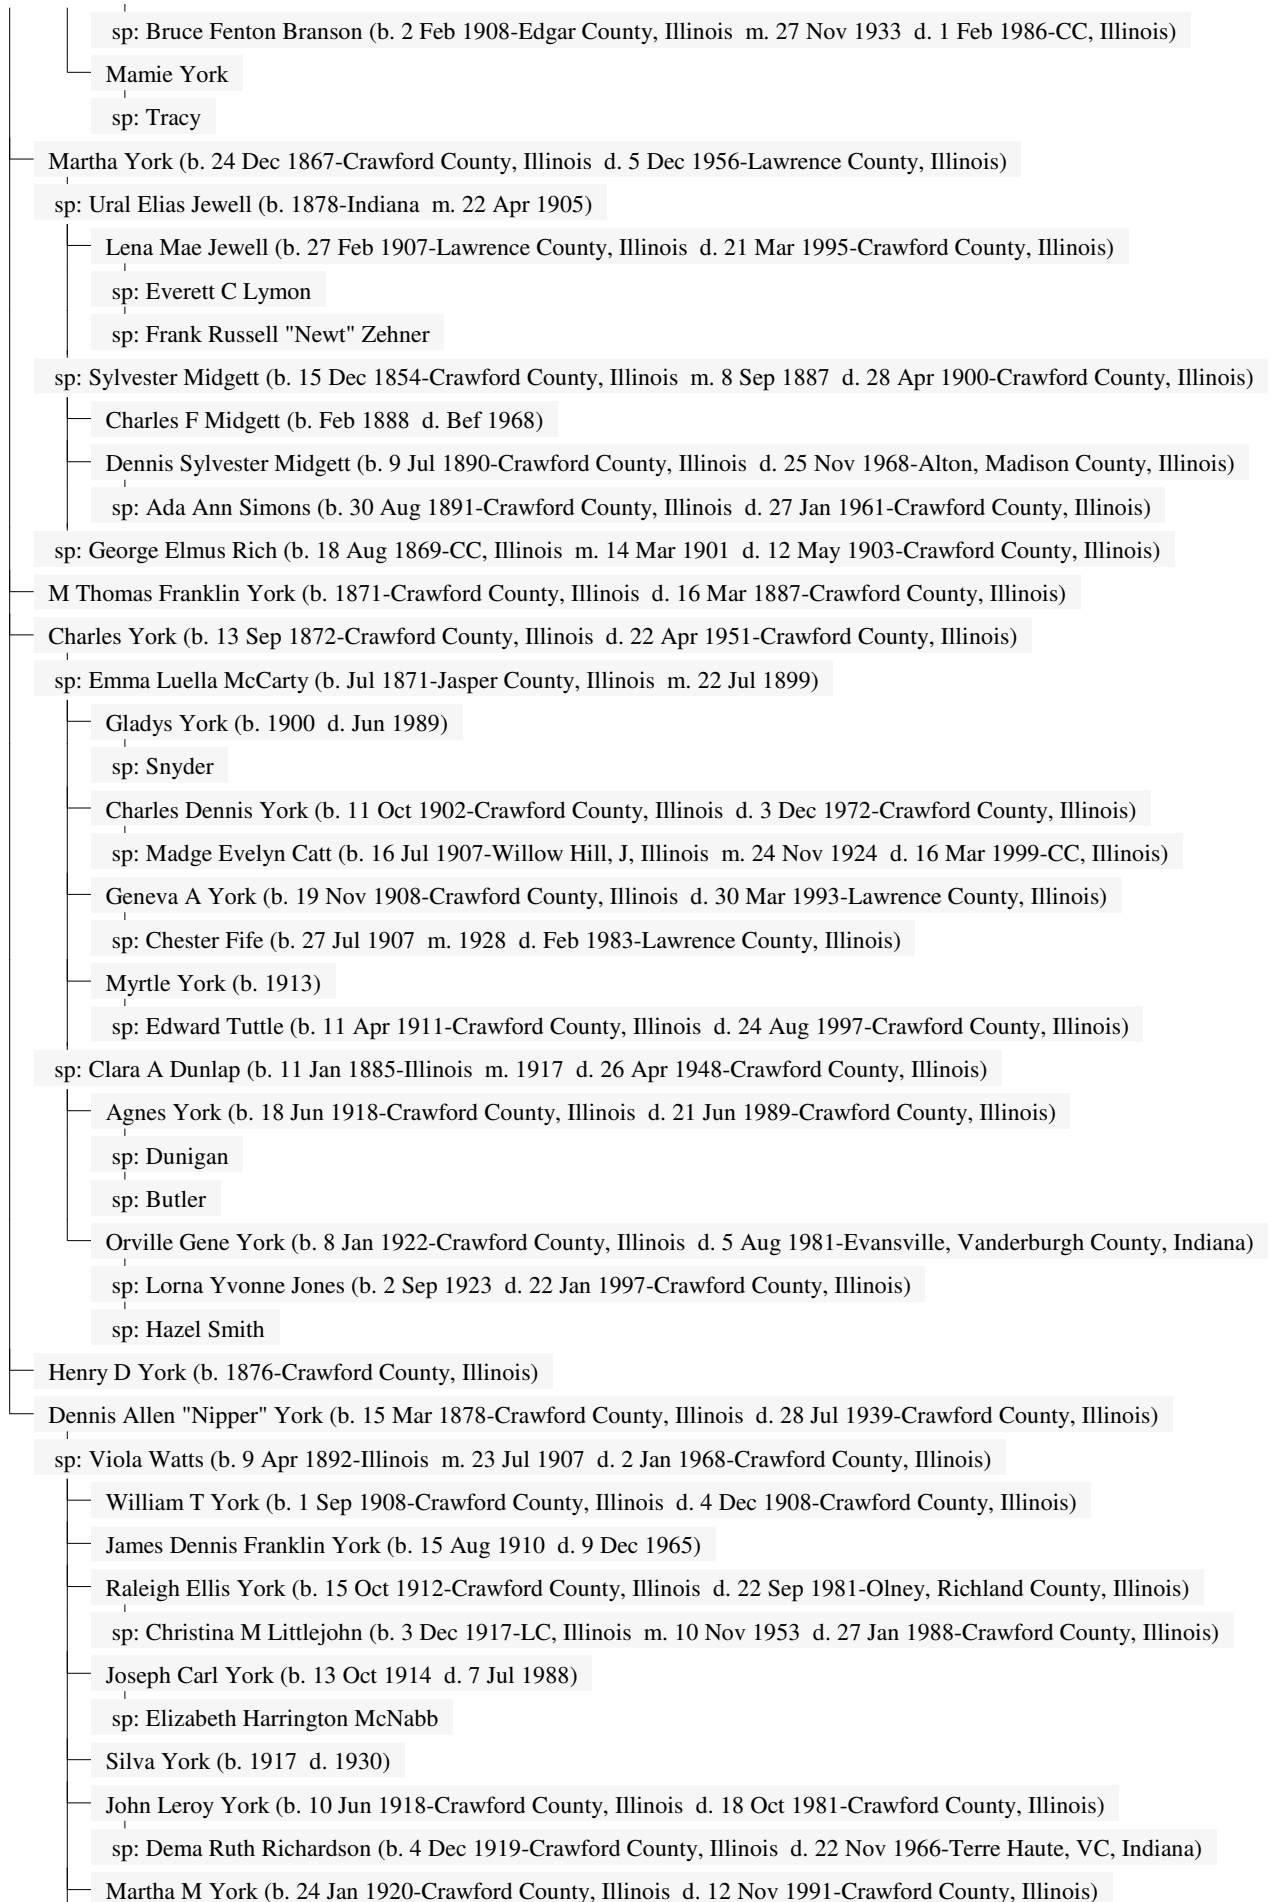 sp: Bruce Fenton Branson (b. 2 Feb 1908-Edgar County, Illinois  m. 27 Nov 1933  d. 1 Feb 1986-CC, Illinois)
Mamie York
sp: Tracy
Martha York (b. 24 Dec 1867-Crawford County, Illinois  d. 5 Dec 1956-Lawrence County, Illinois)
sp: Ural Elias Jewell (b. 1878-Indiana  m. 22 Apr 1905)
Lena Mae Jewell (b. 27 Feb 1907-Lawrence County, Illinois  d. 21 Mar 1995-Crawford County, Illinois)
sp: Everett C Lymon
sp: Frank Russell "Newt" Zehner
sp: Sylvester Midgett (b. 15 Dec 1854-Crawford County, Illinois  m. 8 Sep 1887  d. 28 Apr 1900-Crawford County, Illinois)
Charles F Midgett (b. Feb 1888  d. Bef 1968)
Dennis Sylvester Midgett (b. 9 Jul 1890-Crawford County, Illinois  d. 25 Nov 1968-Alton, Madison County, Illinois)
sp: Ada Ann Simons (b. 30 Aug 1891-Crawford County, Illinois  d. 27 Jan 1961-Crawford County, Illinois)
sp: George Elmus Rich (b. 18 Aug 1869-CC, Illinois  m. 14 Mar 1901  d. 12 May 1903-Crawford County, Illinois)
M Thomas Franklin York (b. 1871-Crawford County, Illinois  d. 16 Mar 1887-Crawford County, Illinois)
Charles York (b. 13 Sep 1872-Crawford County, Illinois  d. 22 Apr 1951-Crawford County, Illinois)
sp: Emma Luella McCarty (b. Jul 1871-Jasper County, Illinois  m. 22 Jul 1899)
Gladys York (b. 1900  d. Jun 1989)
sp: Snyder
Charles Dennis York (b. 11 Oct 1902-Crawford County, Illinois  d. 3 Dec 1972-Crawford County, Illinois)
sp: Madge Evelyn Catt (b. 16 Jul 1907-Willow Hill, J, Illinois  m. 24 Nov 1924  d. 16 Mar 1999-CC, Illinois)
Geneva A York (b. 19 Nov 1908-Crawford County, Illinois  d. 30 Mar 1993-Lawrence County, Illinois)
sp: Chester Fife (b. 27 Jul 1907  m. 1928  d. Feb 1983-Lawrence County, Illinois)
Myrtle York (b. 1913)
sp: Edward Tuttle (b. 11 Apr 1911-Crawford County, Illinois  d. 24 Aug 1997-Crawford County, Illinois)
sp: Clara A Dunlap (b. 11 Jan 1885-Illinois  m. 1917  d. 26 Apr 1948-Crawford County, Illinois)
Agnes York (b. 18 Jun 1918-Crawford County, Illinois  d. 21 Jun 1989-Crawford County, Illinois)
sp: Dunigan
sp: Butler
Orville Gene York (b. 8 Jan 1922-Crawford County, Illinois  d. 5 Aug 1981-Evansville, Vanderburgh County, Indiana)
sp: Lorna Yvonne Jones (b. 2 Sep 1923  d. 22 Jan 1997-Crawford County, Illinois)
sp: Hazel Smith
Henry D York (b. 1876-Crawford County, Illinois)
Dennis Allen "Nipper" York (b. 15 Mar 1878-Crawford County, Illinois  d. 28 Jul 1939-Crawford County, Illinois)
sp: Viola Watts (b. 9 Apr 1892-Illinois  m. 23 Jul 1907  d. 2 Jan 1968-Crawford County, Illinois)
William T York (b. 1 Sep 1908-Crawford County, Illinois  d. 4 Dec 1908-Crawford County, Illinois)
James Dennis Franklin York (b. 15 Aug 1910  d. 9 Dec 1965)
Raleigh Ellis York (b. 15 Oct 1912-Crawford County, Illinois  d. 22 Sep 1981-Olney, Richland County, Illinois)
sp: Christina M Littlejohn (b. 3 Dec 1917-LC, Illinois  m. 10 Nov 1953  d. 27 Jan 1988-Crawford County, Illinois)
Joseph Carl York (b. 13 Oct 1914  d. 7 Jul 1988)
sp: Elizabeth Harrington McNabb
Silva York (b. 1917  d. 1930)
John Leroy York (b. 10 Jun 1918-Crawford County, Illinois  d. 18 Oct 1981-Crawford County, Illinois)
sp: Dema Ruth Richardson (b. 4 Dec 1919-Crawford County, Illinois  d. 22 Nov 1966-Terre Haute, VC, Indiana)
Martha M York (b. 24 Jan 1920-Crawford County, Illinois  d. 12 Nov 1991-Crawford County, Illinois)